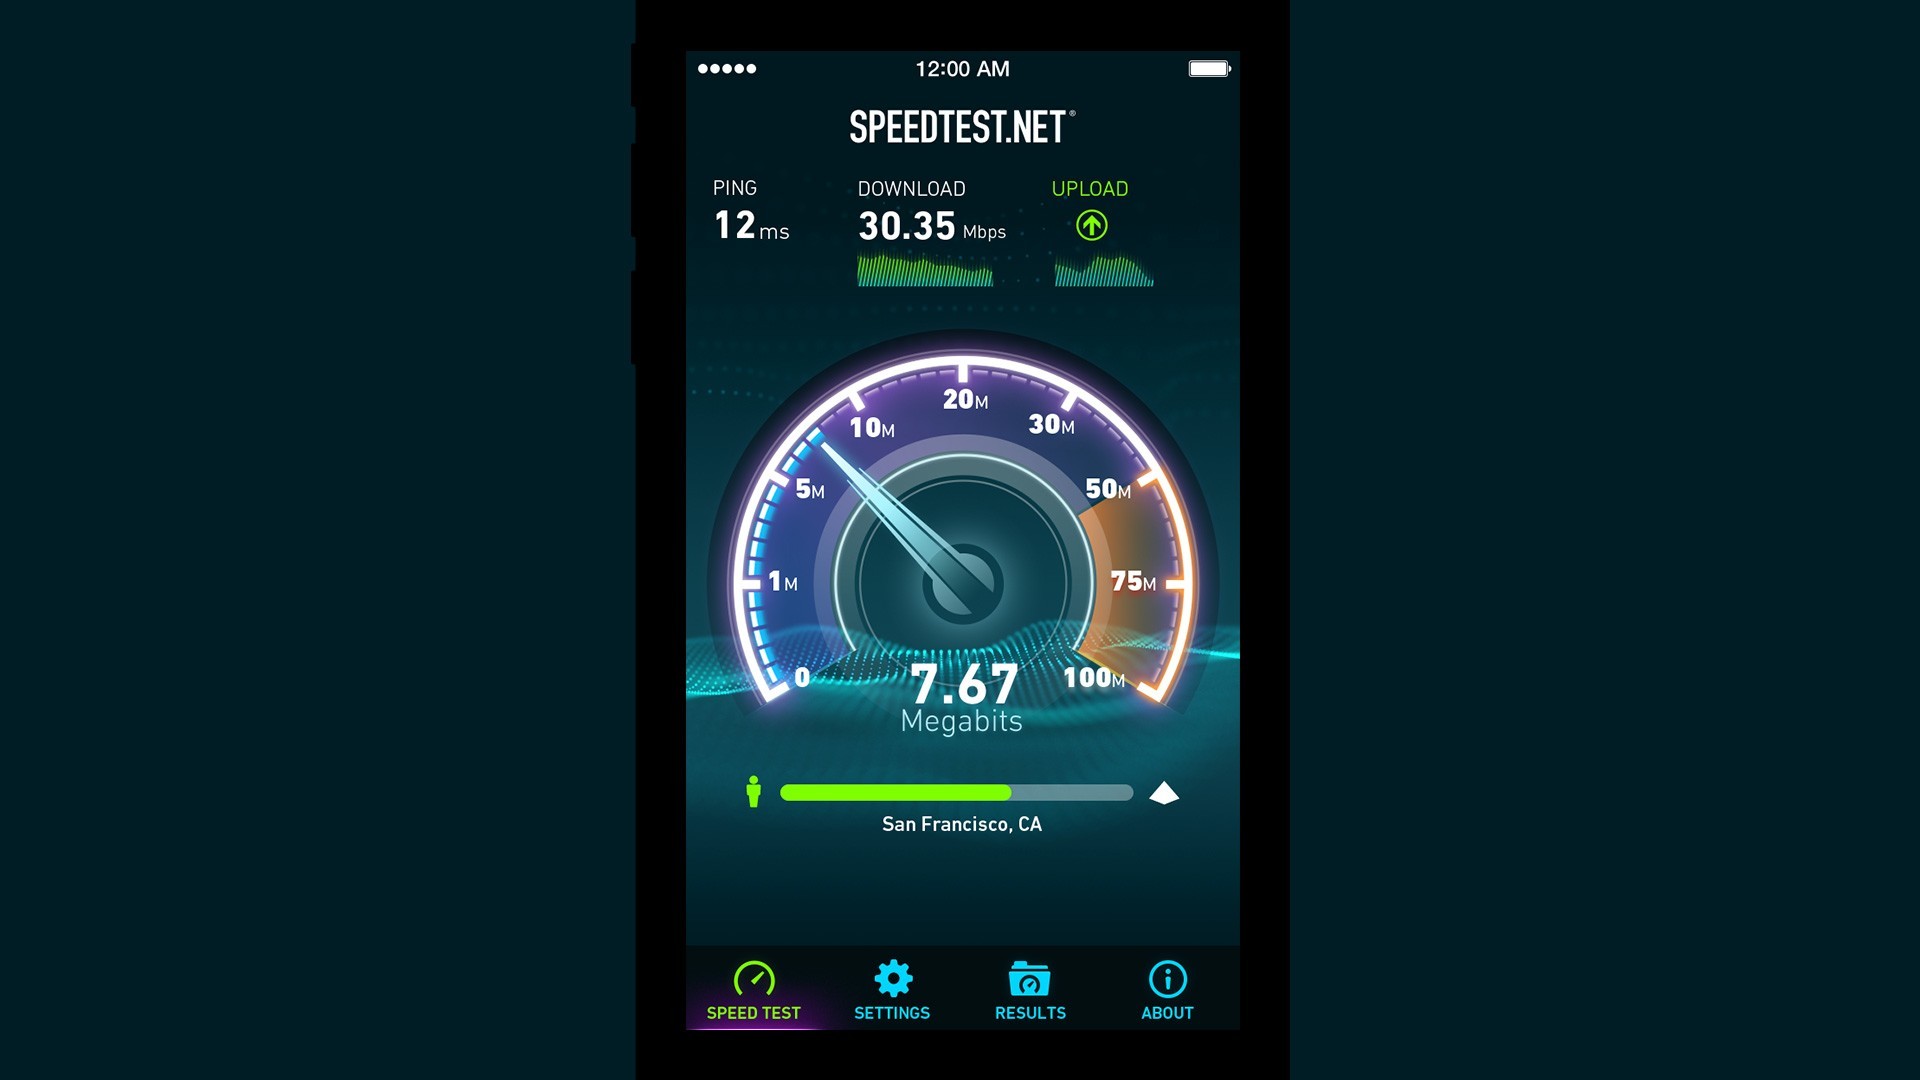 12:00 AM
SPEEDTEST.NET®
PING
DOWNLOAD
UPLOAD
12 ms
30.35 Mbps
20M
10M
30M
5M
50M
1M
75M
0
100M
7.67
Megabits
San Francisco, CA
SPEED TEST
SETTINGS
RESULTS
ABOUT